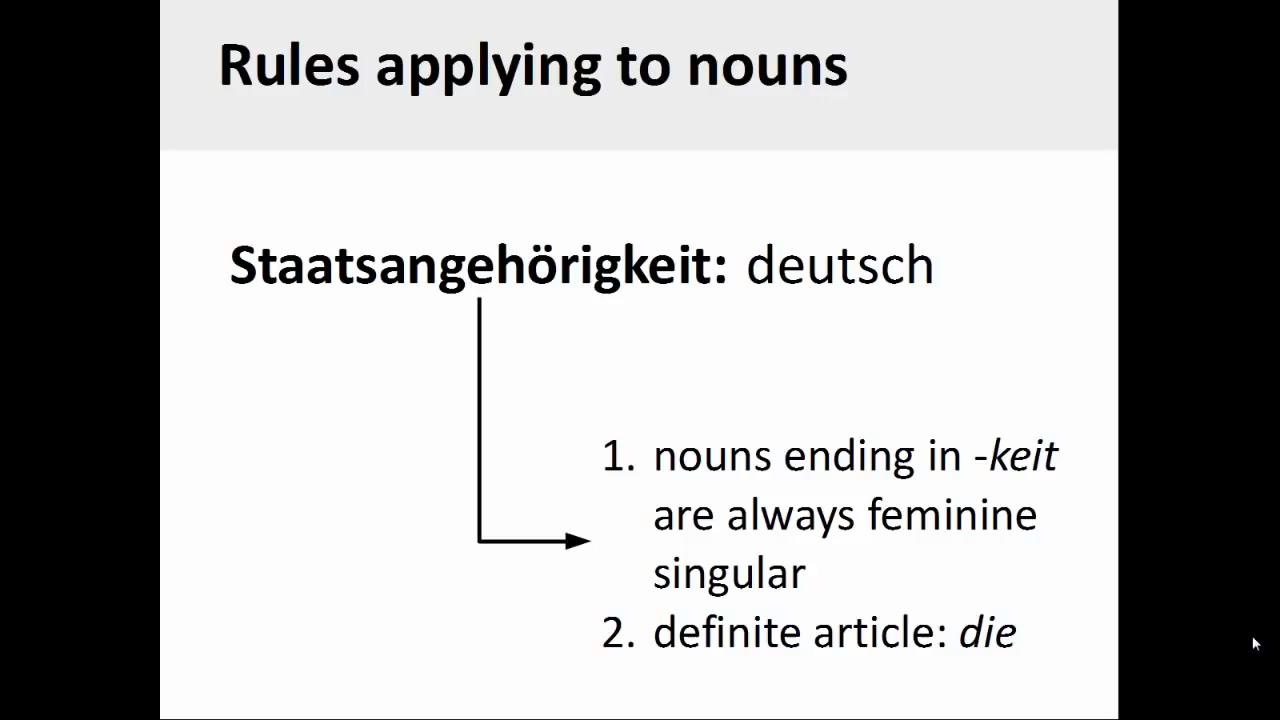 Rules applying to nouns
Staatsangehörigkeit: deutsch
1. nouns ending in -keit
are always feminine
singular
2. definite article: die